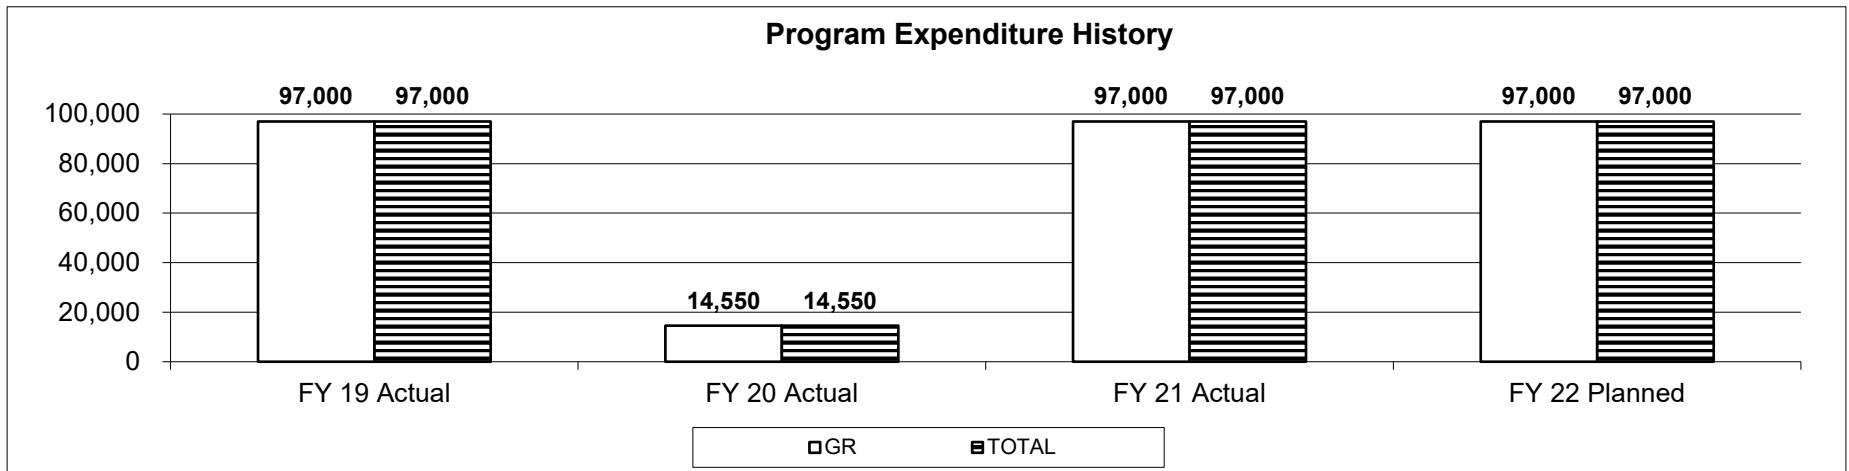 Program Expenditure History
97,000 97,000 97,000 97,000 97,000 97,000
100,000
80,000
60,000
40,000
14,550 14,550
20,000
0
FY 19 Actual FY 20 Actual FY 21 Actual FY 22 Planned
GR TOTAL